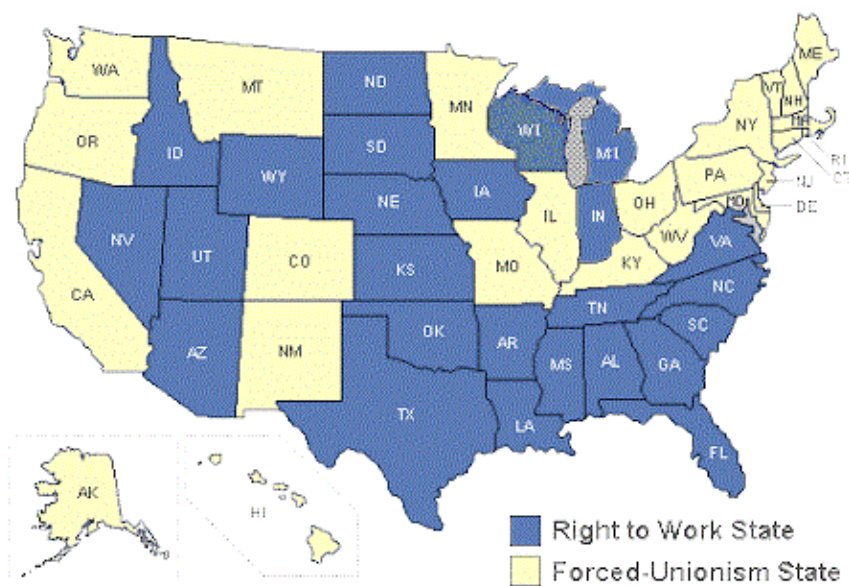 WA
MT
ND
MN
ME
VT
NH
OR
ID
SD
WI
MI
NY
MA
RI
CT
WY
IA
PA
NJ
NE
OH
DE
NV
UT
IL
IN
MD
WV
VA
CO
KS
MO
KY
CA
NC
TN
SC
AZ
NM
OK
AR
MS
AL
GA
TX
LA
FL
AK
HI
Right to Work State
Forced-Unionism State